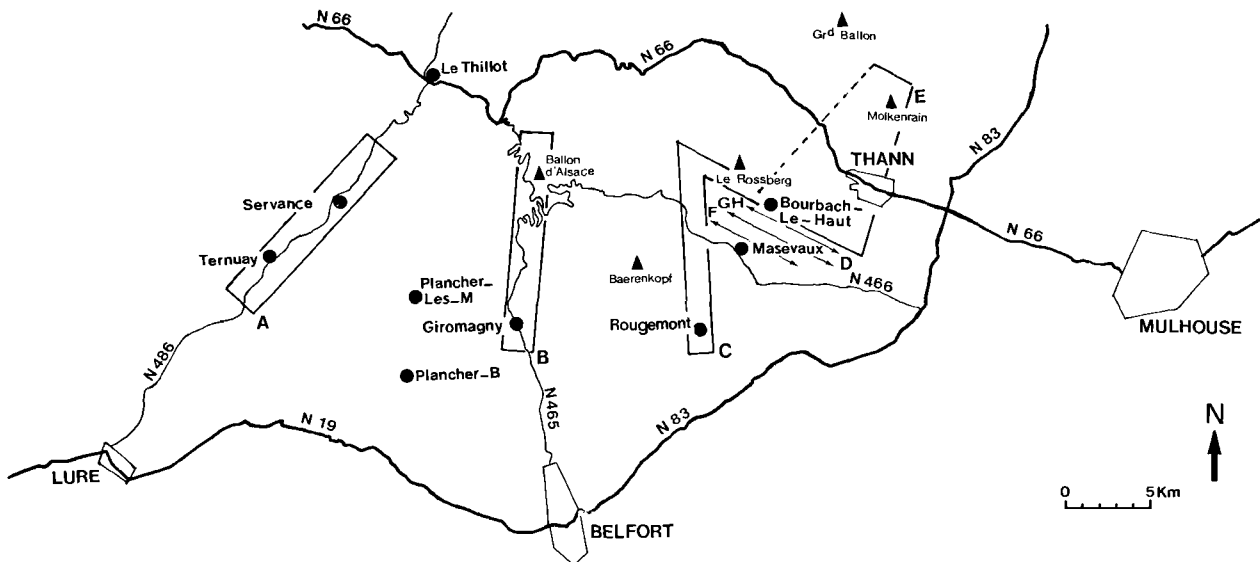 N 66
Le Thillot
N 66
Grd Ballon
E
Molkenrain
N 83
THANN
Ballon
d'Alsace
Le Rossberg
Servance
GH
F
Bourbach–
Le–Haut
Ternuay
Masevaux
D
N 66
Baerenkopf
N 466
Plancher–
Les–M
A
Giromagny
Rougemont
MULHOUSE
B
C
N 486
Plancher–B
N 465
N 19
N 83
N
LURE
0
5Km
BELFORT